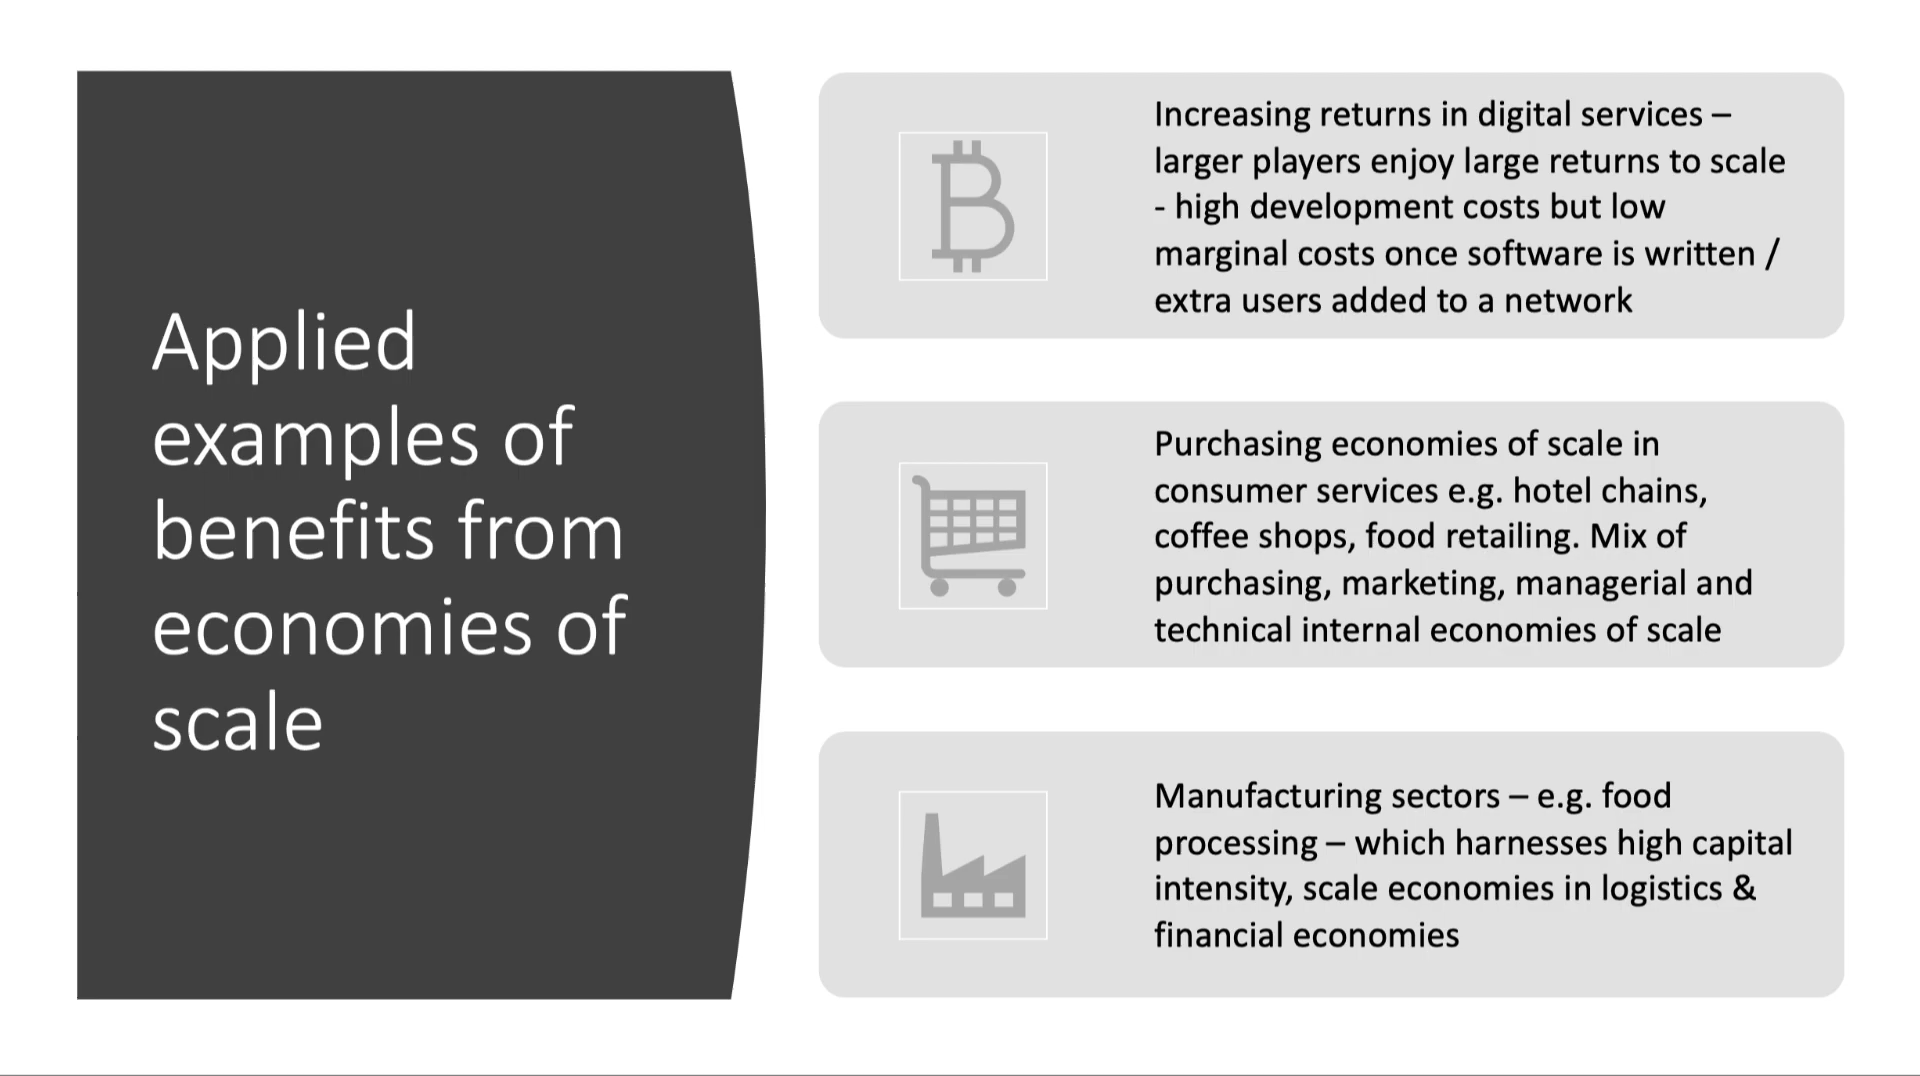 Applied
examples of
benefits from
economies of
scale
Increasing returns in digital services –
larger players enjoy large returns to scale
- high development costs but low
marginal costs once software is written /
extra users added to a network
Purchasing economies of scale in
consumer services e.g. hotel chains,
coffee shops, food retailing. Mix of
purchasing, marketing, managerial and
technical internal economies of scale
Manufacturing sectors – e.g. food
processing – which harnesses high capital
intensity, scale economies in logistics &
financial economies